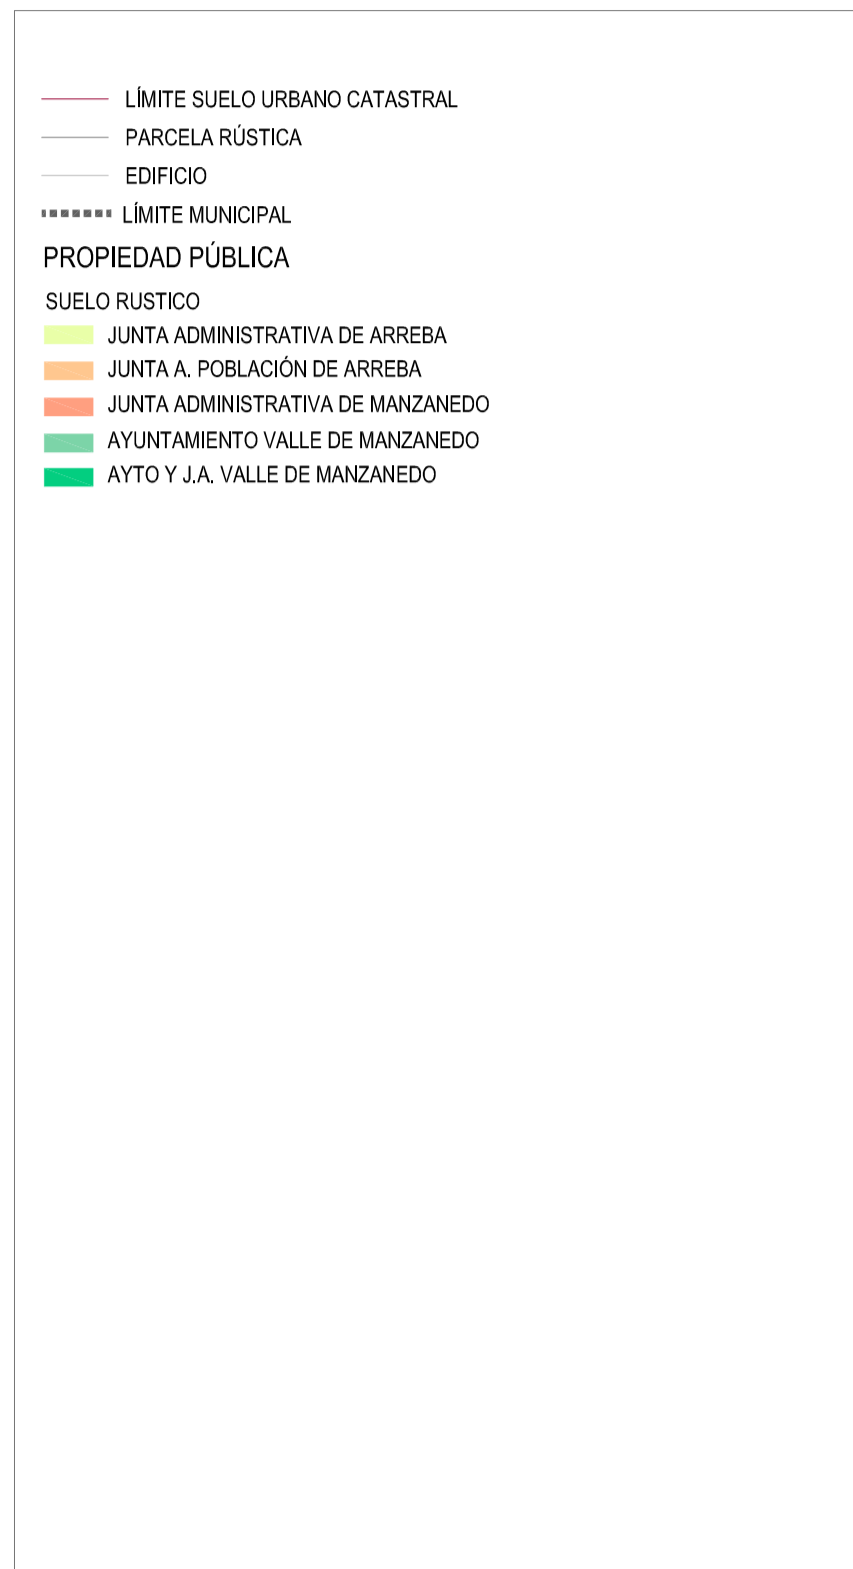 LÍMITE SUELO URBANO CATASTRAL
PARCELA RÚSTICA
EDIFICIO
LÍMITE MUNICIPAL
PROPIEDAD PÚBLICA
SUELO RUSTICO
JUNTA ADMINISTRATIVA DE ARREBA
JUNTA A. POBLACIÓN DE ARREBA
JUNTA ADMINISTRATIVA DE MANZANEDO
AYUNTAMIENTO VALLE DE MANZANEDO
AYTO Y J.A. VALLE DE MANZANEDO